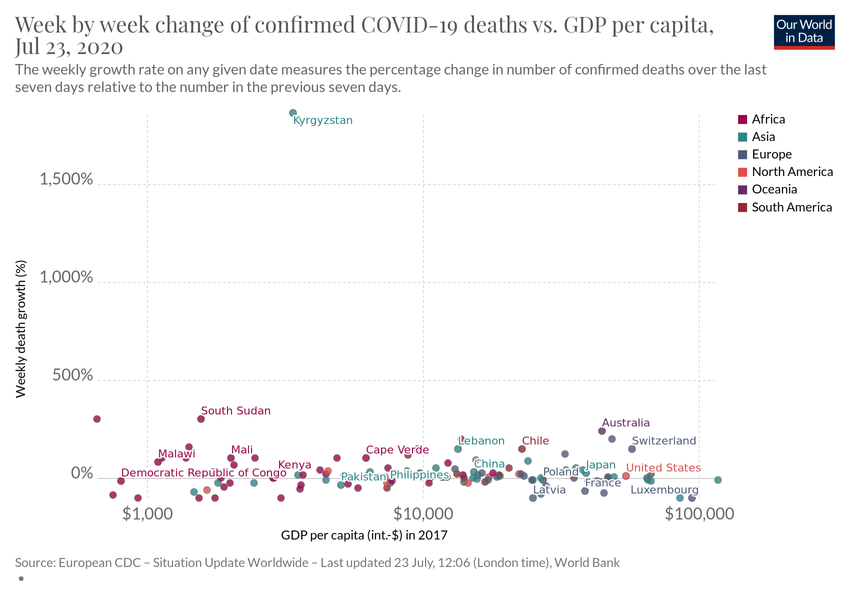 Week by week change of confirmed COVID-19 deaths vs. GDP per capita,
Jul 23, 2020
Our World
in Data
The weekly growth rate on any given date measures the percentage change in number of confirmed deaths over the last
seven days relative to the number in the previous seven days.
Kyrgyzstan
Africa
Asia
Europe
North America
Oceania
South America
1,500%
1,000%
500%
0%
Weekly death growth (%)
South Sudan
Australia
Malawi
Mali
Cape Verde
Lebanon
Chile
Switzerland
Democratic Republic of Congo
Kenya
Pakistan
Philippines
China
Poland
Japan
United States
Latvia
France
Luxembourg
$1,000
$10,000
$100,000
GDP per capita (int.-$) in 2017
Source: European CDC – Situation Update Worldwide – Last updated 23 July, 12:06 (London time), World Bank